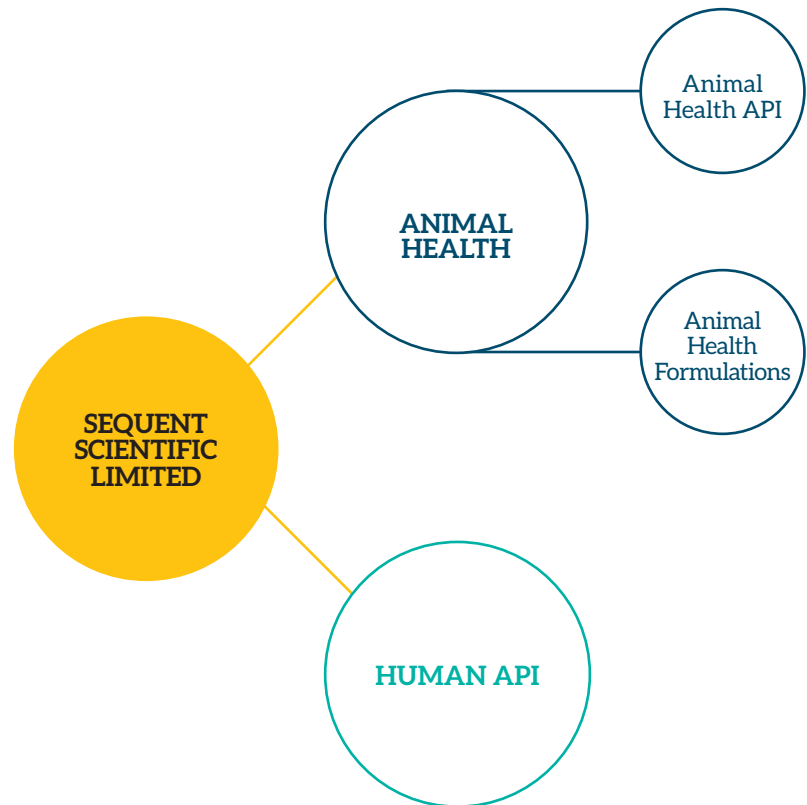 Animal
Health API
ANIMAL
HEALTH
Animal
Health
Formulations
SEQUENT
SCIENTIFIC
LIMITED
HUMAN API